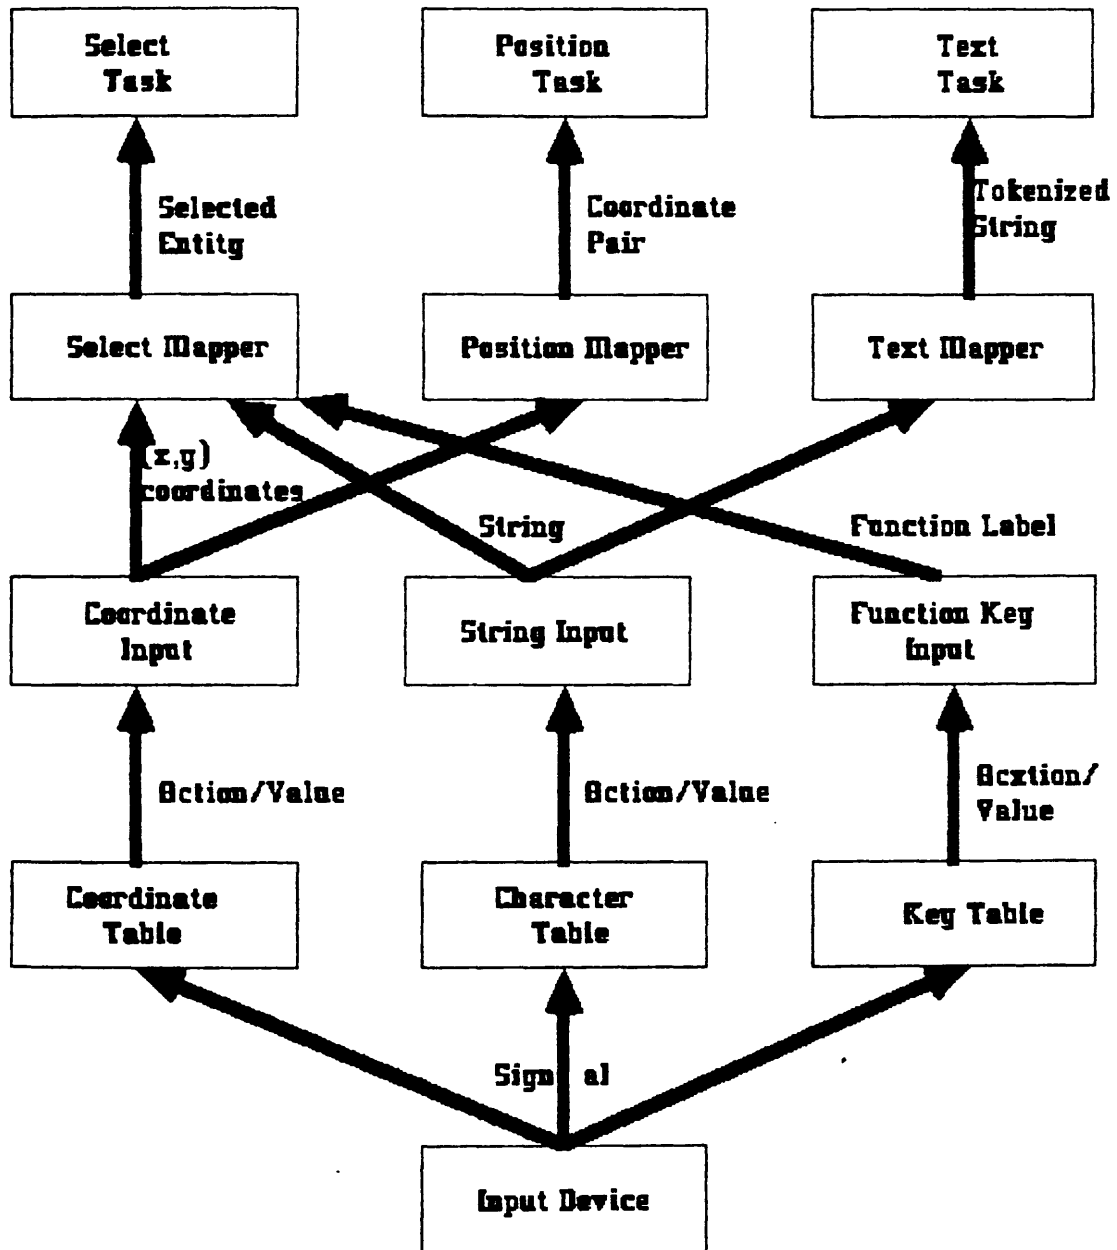 Select
Task
Position
Task
Text
Task
Selected
Entity
Coordinate
Pair
Tokenized
String
Select Mapper
Position Mapper
Text Mapper
(x,y)
coordinates
String
Function Label
Coordinate
Input
String Input
Function Key
Input
Action/Value
Action/Value
Acxtion/
Value
Coordinate
Table
Character
Table
Key Table
Signal
Input Device